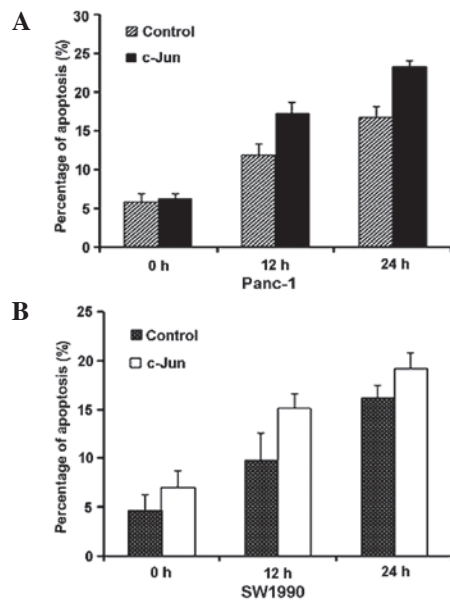 A
Percentage of apoptosis (%)
30
25
20
15
10
5
0
Control
c-Jun
0 h
12 h
24 h
Panc-1
B
Percentage of apoptosis (%)
25
20
15
10
5
0
Control
c-Jun
0 h
12 h
24 h
SW1990